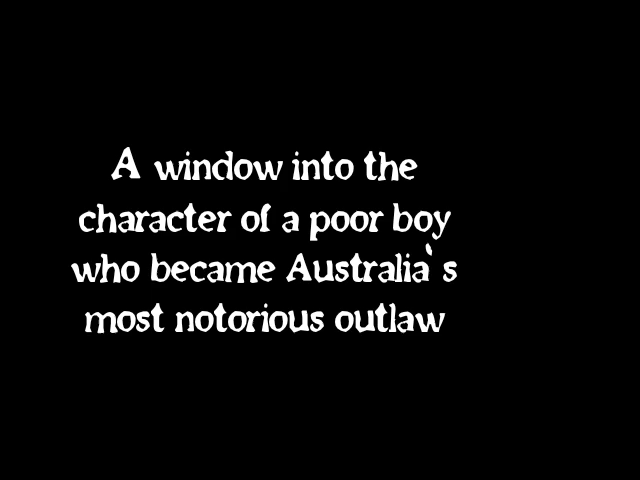 A window into the
character of a poor boy
who became Australia`s
most notorious outlaw